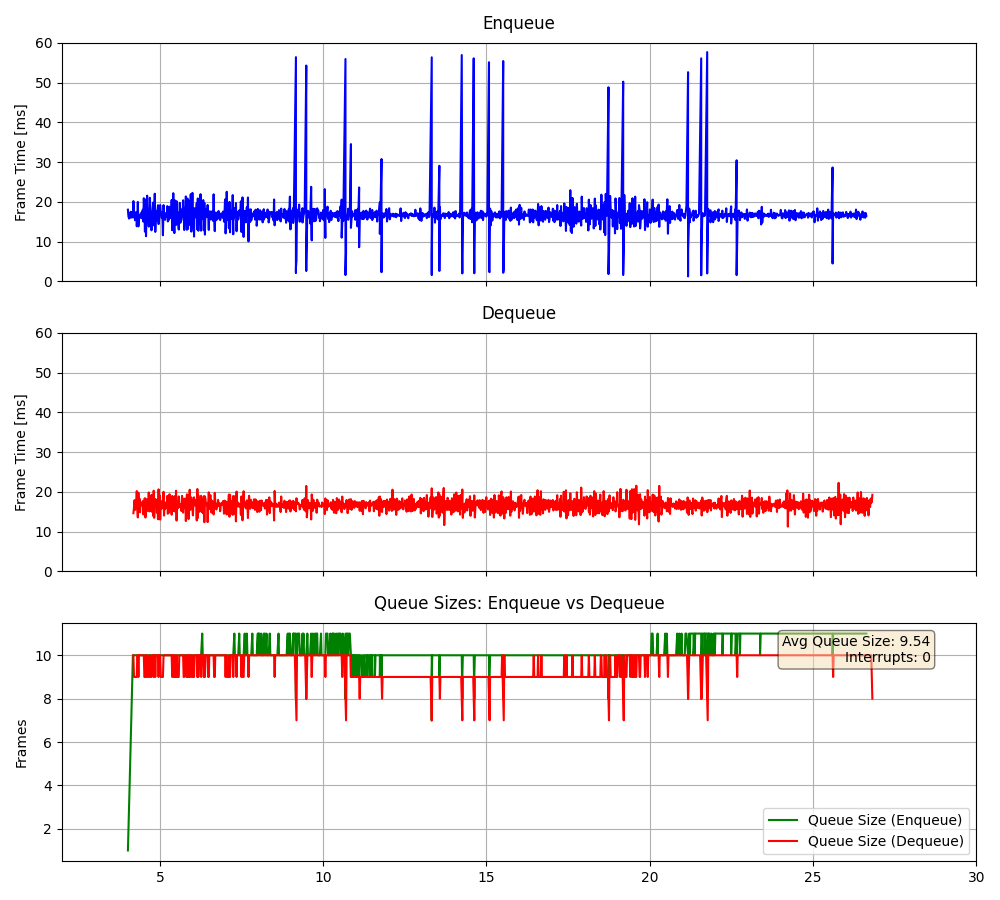 Enqueue
60
50
40
30
20
10
0
Frame Time [ms]
Dequeue
60
50
40
30
20
10
0
Frame Time [ms]
Queue Sizes: Enqueue vs Dequeue
10
8
6
4
2
Frames
Avg Queue Size: 9.54
Interrupts: 0
Queue Size (Enqueue)
Queue Size (Dequeue)
5 10 15 20 25 30